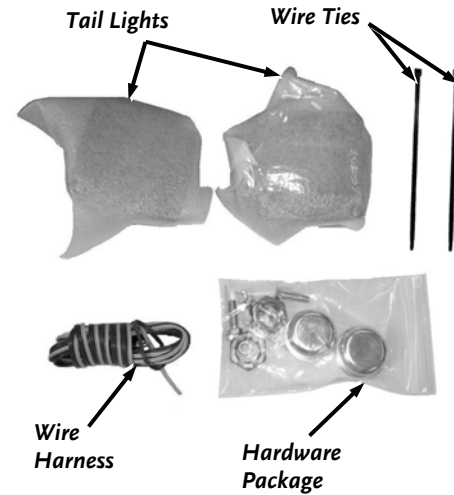 Tail Lights
Wire Ties
Wire
Harness
Hardware
Package